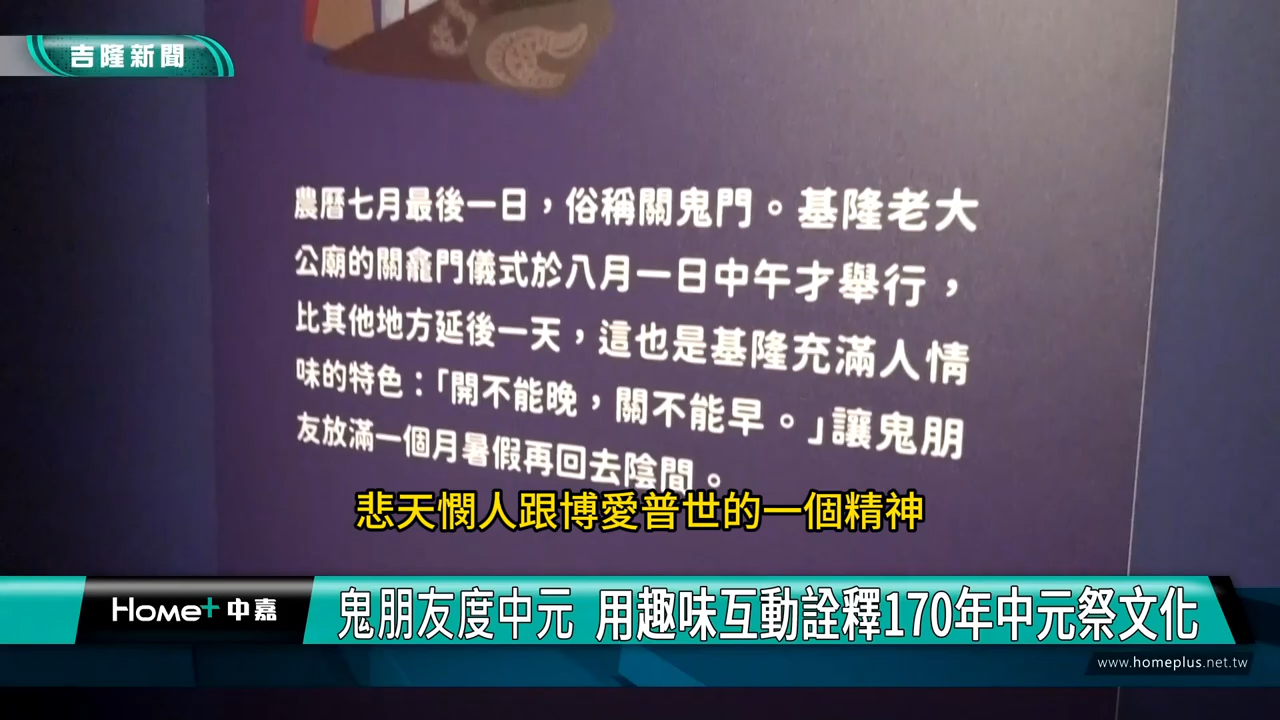 吉隆新聞
農曆七月最後一日，俗稱關鬼門。基隆老大
公廟的關龕門儀式於八月一日中午才舉行，
比其他地方延後一天，這也是基隆充滿人情
味的特色：「開不能晚，關不能早。」讓鬼朋
友放滿一個月暑假再回去陰間。
悲天憫人跟博愛普世的一個精神
Home+中嘉
鬼朋友度中元 用趣味互動詮釋170年中元祭文化
www.homeplus.net.tw